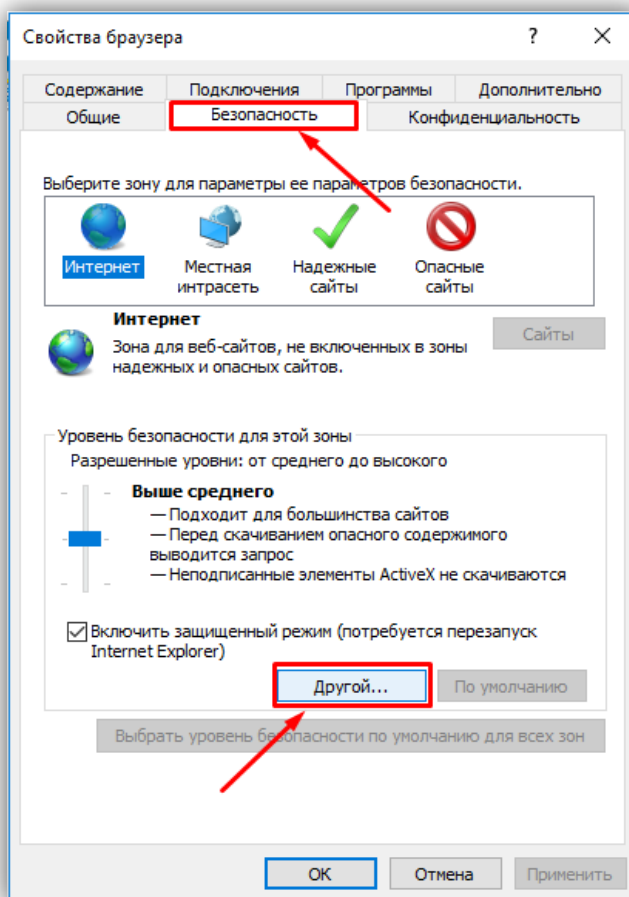 Свойства браузера ?
Содержание Подключения Программы Дополнительно
Общие Безопасность Конфиденциальность
Выберите зону для параметры ее параметров безопасности.
Интернет
Местная
интрасеть
Надежные
сайты
Опасные
сайты
Интернет
Зона для веб-сайтов, не включенных в зоны
надежных и опасных сайтов.
Сайты
Уровень безопасности для этой зоны
Разрешенные уровни: от среднего до высокого
Выше среднего
— Подходит для большинства сайтов
— Перед скачиванием опасного содержимого
выводится запрос
— Неподписанные элементы ActiveX не скачиваются
Включить защищенный режим (потребуется перезапуск
Internet Explorer)
Другой... По умолчанию
Выбрать уровень безопасности по умолчанию для всех зон
ОК Отмена Применить